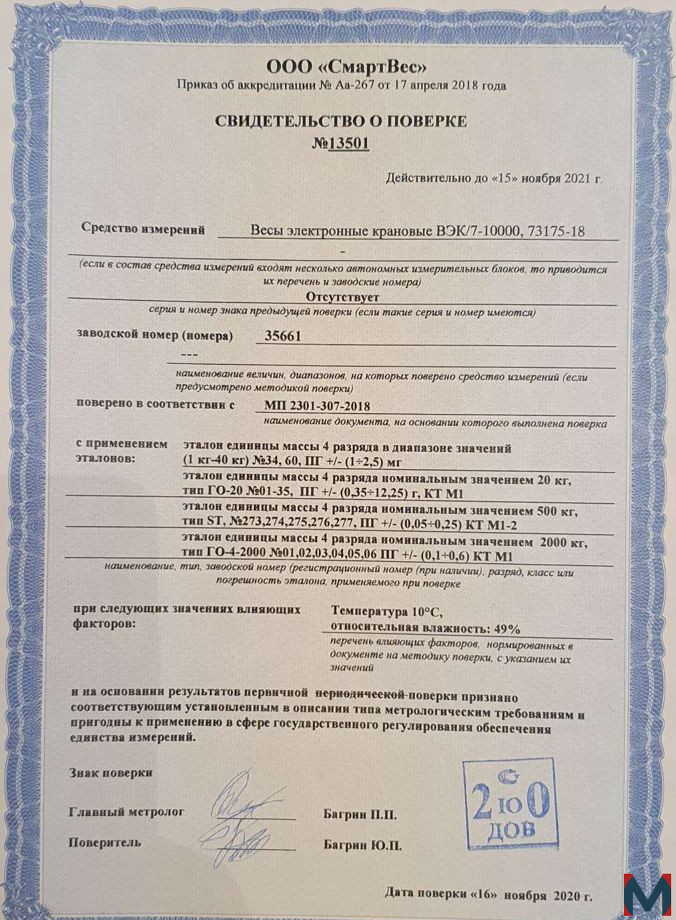 ООО «СмартВес»
Приказ об аккредитации № Аа-267 от 17 апреля 2018 года
СВИДЕТЕЛЬСТВО О ПОВЕРКЕ
№13501
Действительно до «15» ноября 2021 г.
Средство измерений Весы электронные крановые ВЭК/7-10000, 73175-18
-
(если в состав средства измерений входят несколько автономных измерительных блоков, то приводится
их перечень и заводские номера)
Отсутствует
серия и номер знака предыдущей поверки (если такие серия и номер имеются)
заводской номер (номера) 35661
---
наименование величин, диапазонов, на которых поверено средство измерений (если
предусмотрено методикой поверки)
поверено в соответствии с МП 2301-307-2018
наименование документа, на основании которого выполнена поверка
с применением эталонов: эталон единицы массы 4 разряда в диапазоне значений
(1 кг-40 кг) №34, 60, ПГ +/- (1÷2,5) мг
эталон единицы массы 4 разряда номинальным значением 20 кг,
тип ГО-20 №01-35, ПГ +/- (0,35÷12,25) г, КТ М1
эталон единицы массы 4 разряда номинальным значением 500 кг,
тип ST, №273,274,275,276,277, ПГ +/- (0,05÷0,25) КТ М1-2
эталон единицы массы 4 разряда номинальным значением 2000 кг,
тип ГО-4-2000 №01,02,03,04,05,06 ПГ +/- (0,1÷0,6) КТ М1
наименование, тип, заводской номер (регистрационный номер (при наличии), разряд, класс или
погрешность эталона, применяемого при поверке
при следующих значениях влияющих факторов: Температура 10°С,
относительная влажность: 49%
перечень влияющих факторов, нормированных в
документе на методику поверки, с указанием их
значений
и на основании результатов первичной периодической поверки признано
соответствующим установленным в описании типа метрологическим требованиям и
пригодны к применению в сфере государственного регулирования обеспечения
единства измерений.
Знак поверки
Главный метролог Багрин П.П.
Поверитель Багрин Ю.П.
2 Ю 0
ДОВ
Дата поверки «16» ноября 2020 г.
М